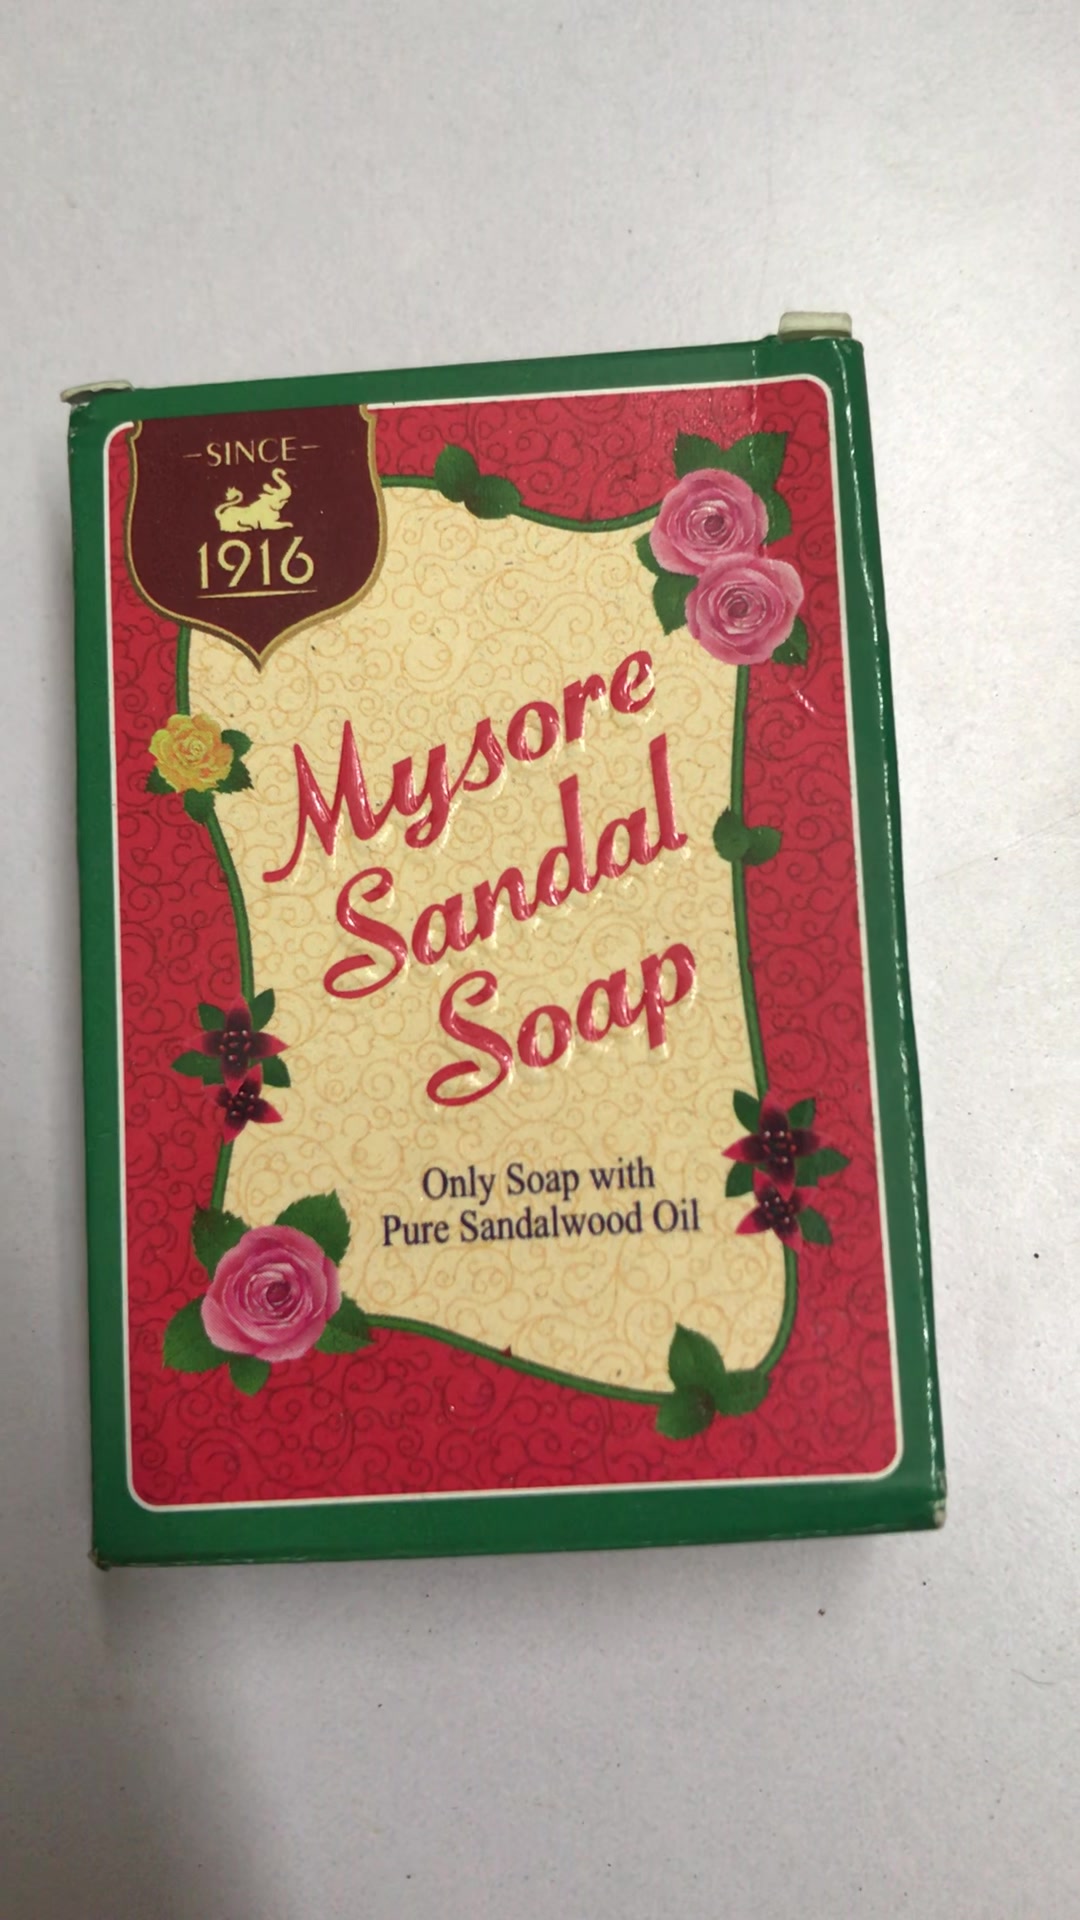 -SINCE-
1916
Mysore
Sandal
Soap
Only Soap with
Pure Sandalwood Oil